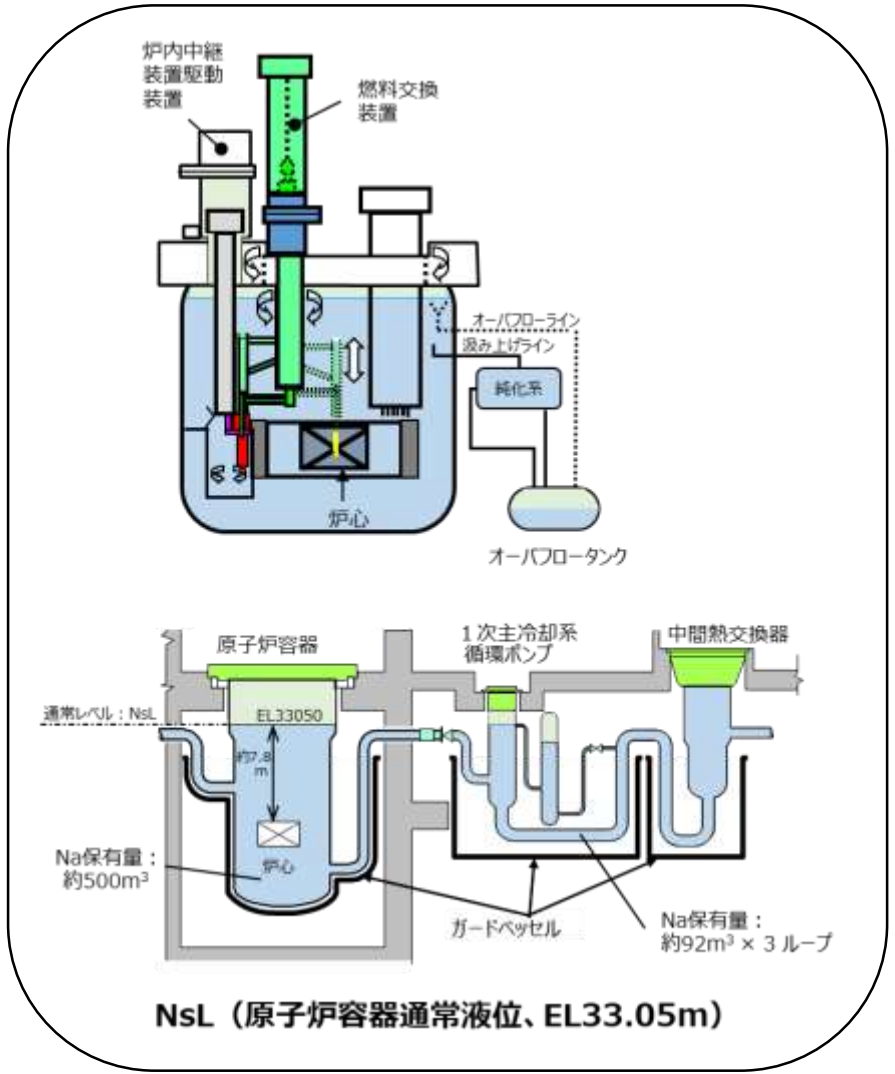 炉内中継
装置駆動
装置
燃料交換
装置
オーバフローライン
汲み上げライン
純化系
炉心
オーバフロータンク
原子炉容器
1次主冷却系
循環ポンプ
中間熱交換器
通常レベル：NsL
EL33050
約7.8
m
炉心
Na保有量：
約500m³
ガードベッセル
Na保有量：
約92m³ × 3 ループ
NsL（原子炉容器通常液位、EL33.05m）